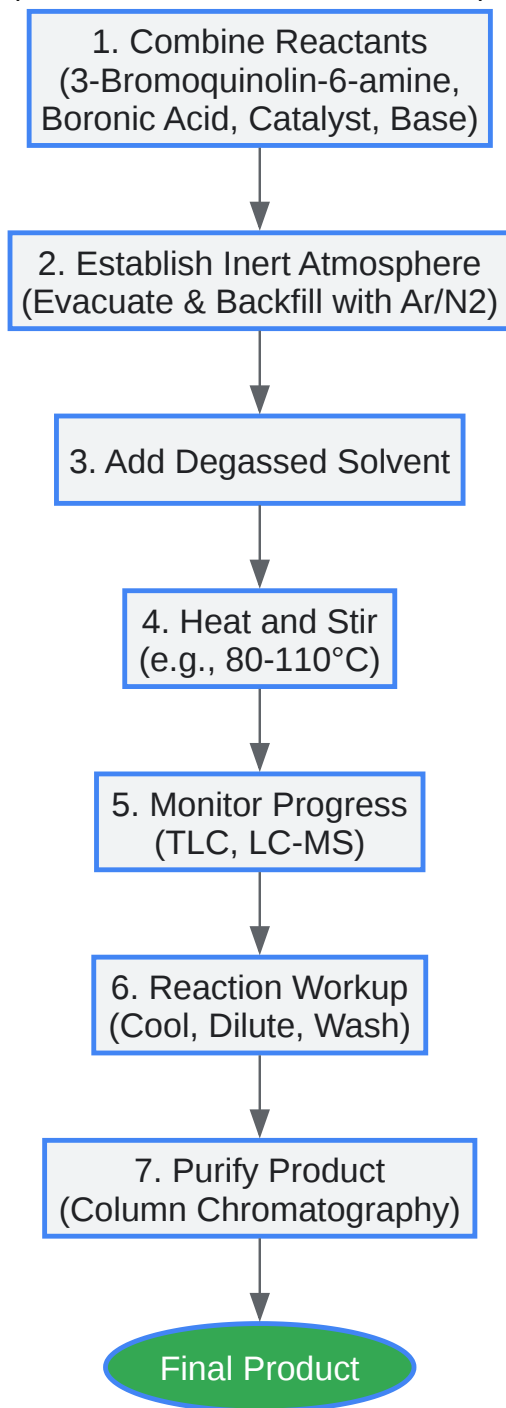 1. Combine Reactants
(3-Bromoquinolin-6-amine,
Boronic Acid, Catalyst, Base)
2. Establish Inert Atmosphere
(Evacuate & Backfill with Ar/N2)
3. Add Degassed Solvent
4. Heat and Stir
(e.g., 80-110°C)
5. Monitor Progress
(TLC, LC-MS)
6. Reaction Workup
(Cool, Dilute, Wash)
7. Purify Product
(Column Chromatography)
Final Product